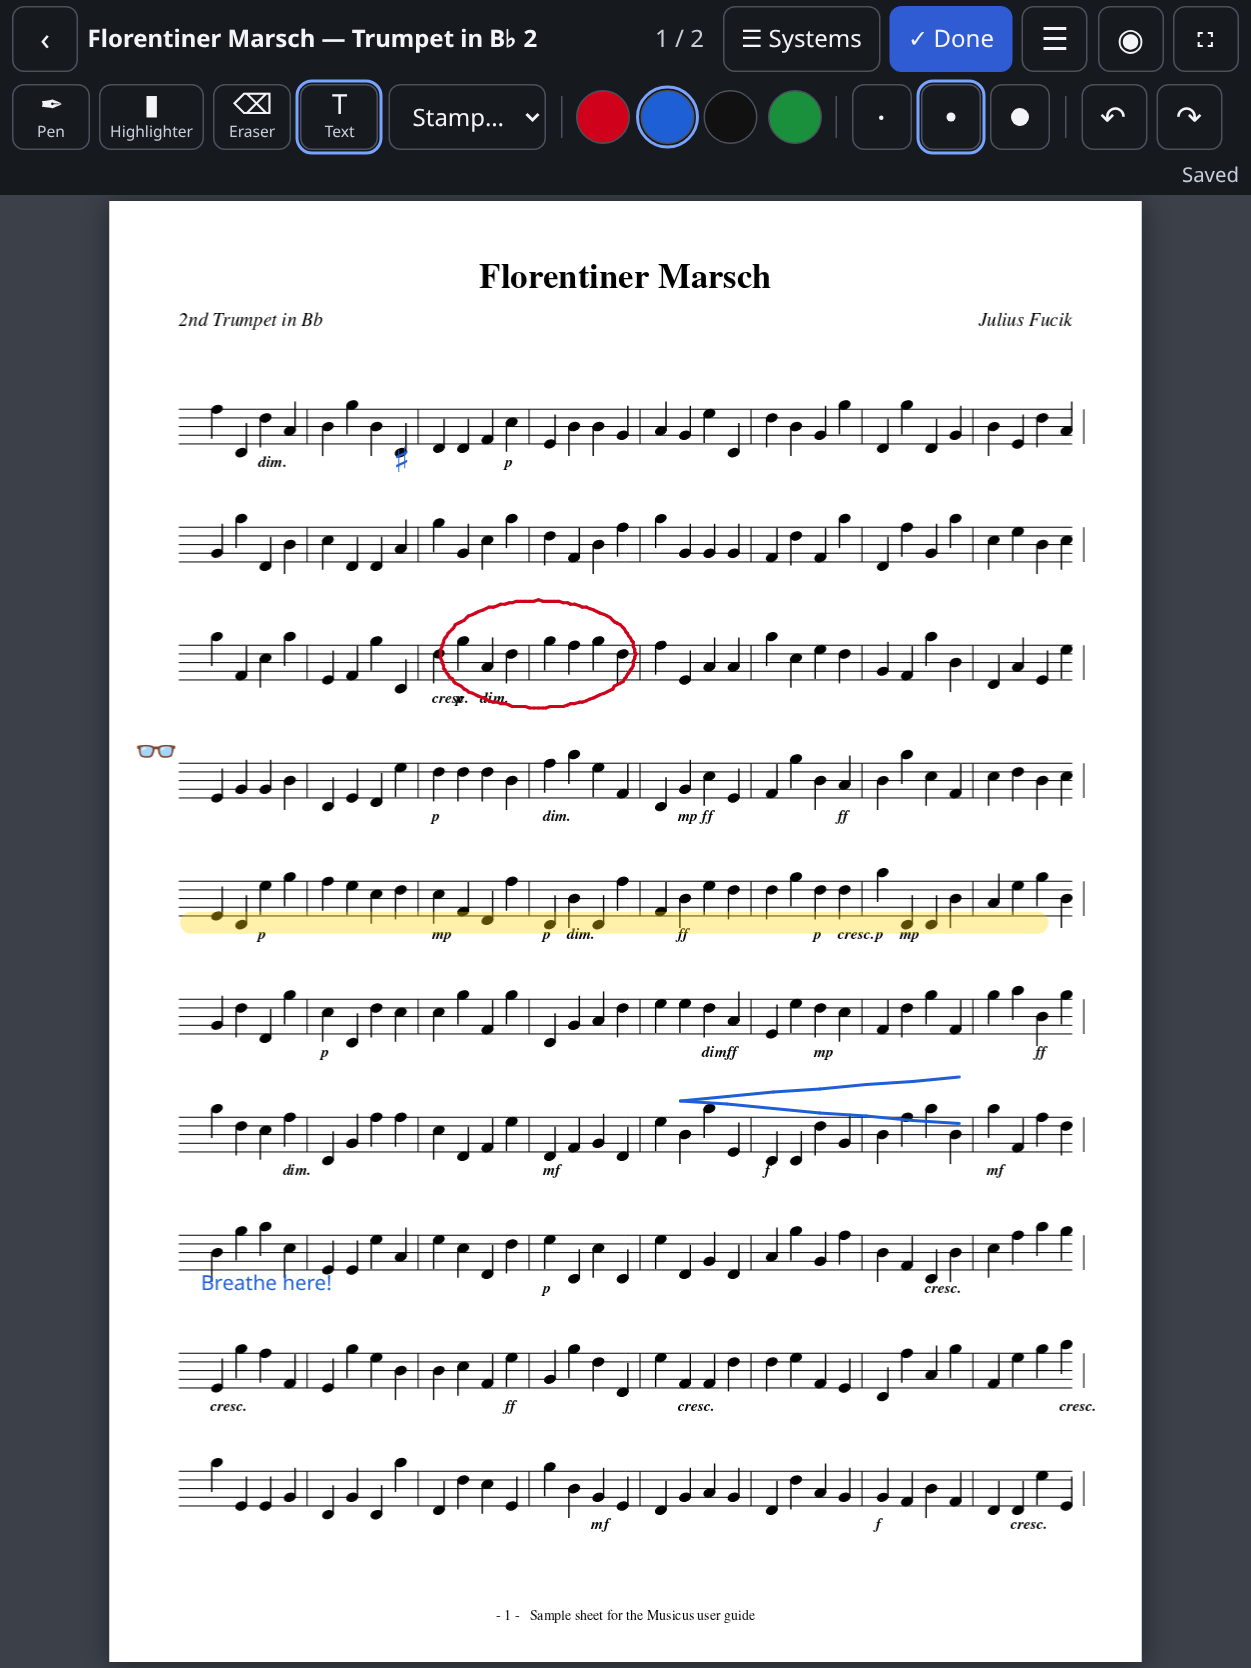 ‹ Florentiner Marsch — Trumpet in B♭ 2 1 / 2 ☰ Systems ✓ Done ☰
Pen Highlighter Eraser T Text Stamp...
Saved
Florentiner Marsch
2nd Trumpet in Bb Julius Fucik
dim. p
cresc. p dim.
p dim. mp ff ff
p mp p dim. ff p cresc. p mp
p dim ff mp ff
dim. mf f mf
Breathe here! p cresc.
cresc. ff cresc. cresc.
mf f cresc.
- 1 - Sample sheet for the Musicus user guide